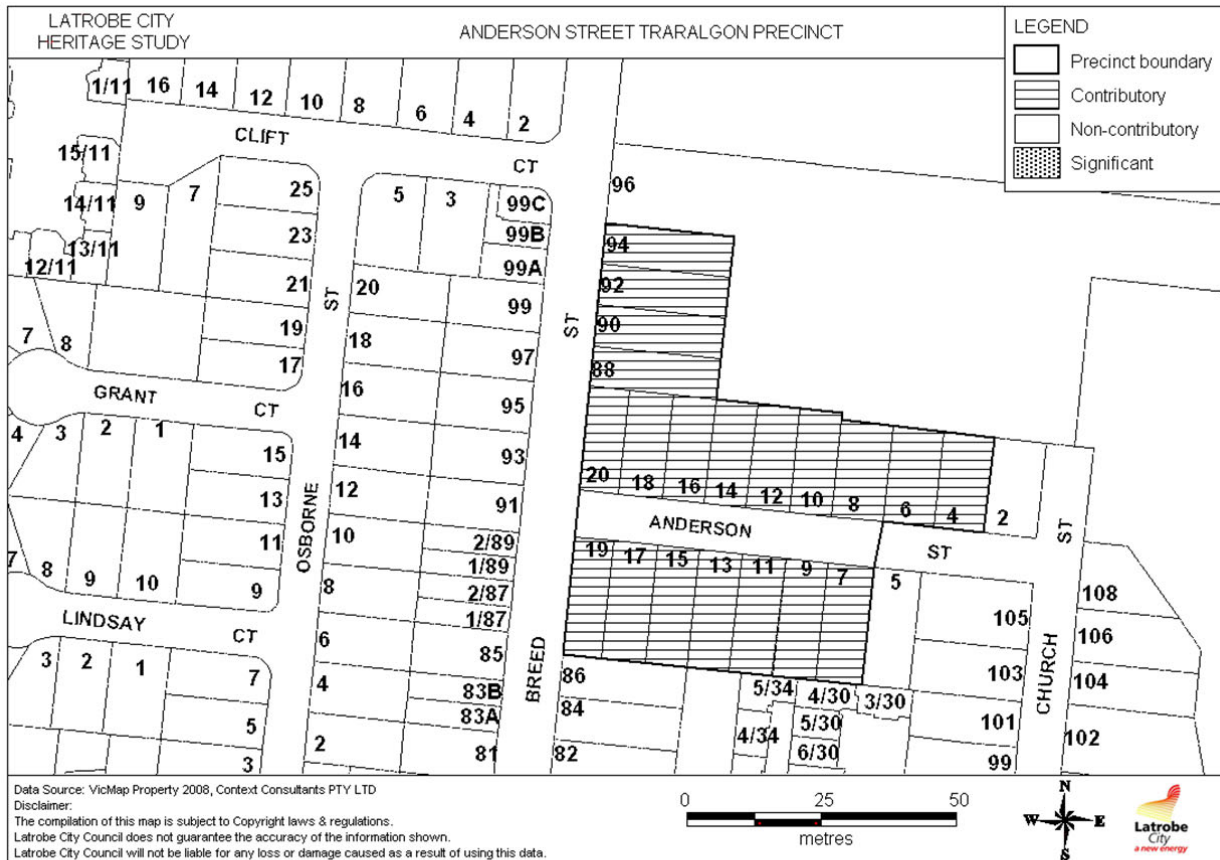 LATROBE CITY
HERITAGE STUDY
ANDERSON STREET TRARALGON PRECINCT
LEGEND
Precinct boundary
Contributory
Non-contributory
Significant
1/11 16 14 12 10 8 6 4 2
CLIFT CT
15/11
14/11 9 7 25 5 3 99C 96
13/11 23 99B 94
12/11 21 ST 20 99A 92
7 8 19 18 99 ST 90
17 97 88
GRANT CT 16 95
4 3 2 1 15 14 93 20 18 16 14 12 10 8 6 4 2
13 12 91 ANDERSON ST ST
7 8 9 10 11 OSBORNE 10 2/89 19 17 15 13 11 9 7 5
9 8 1/89 105 108
LINDSAY CT 2/87
6 1/87 103 106
3 2 1 7 4 85 BREED 86 5/34 4/30 3/30 CHURCH 104
5 83B 84 4/34 5/30 101
3 2 83A 82 6/30 99 102
81
Data Source: VicMap Property 2008, Context Consultants PTY LTD
Disclaimer:
The compilation of this map is subject to Copyright laws & regulations.
Latrobe City Council does not guarantee the accuracy of the information shown.
Latrobe City Council will not be liable for any loss or damage caused as a result of using this data.
0 25 50
metres
N
W E
S
Latrobe
City
a new energy